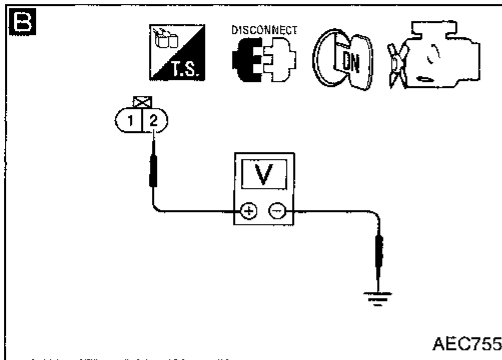 B
T.S.
DISCONNECT
ON
1 2
V
+ −
AEC755